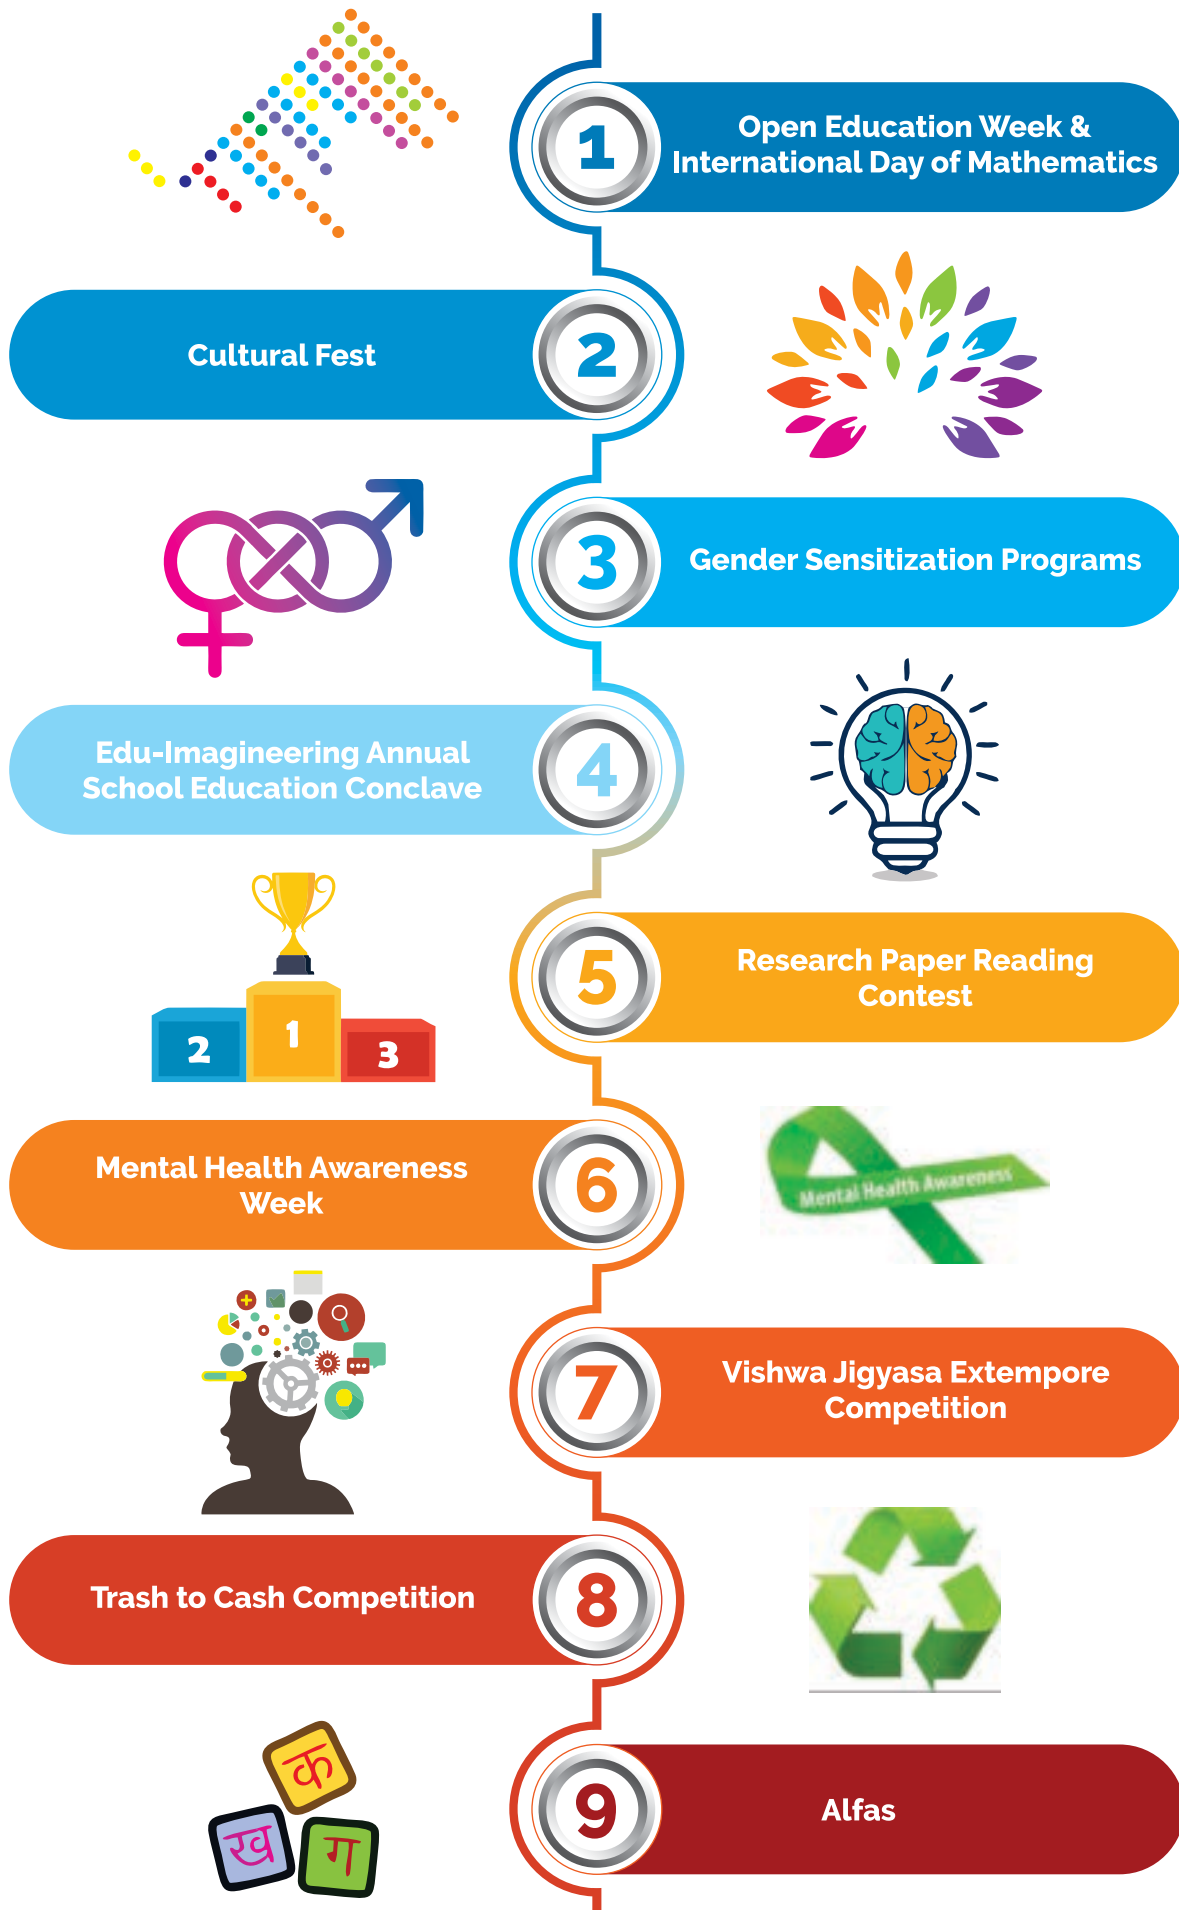 1
Open Education Week &
International Day of Mathematics
Cultural Fest
2
3
Gender Sensitization Programs
Edu-Imagineering Annual
School Education Conclave
4
2
1
3
5
Research Paper Reading
Contest
Mental Health Awareness
Week
6
Mental Health Awareness
7
Vishwa Jigyasa Extempore
Competition
Trash to Cash Competition
8
क
ख
ग
9
Alfas